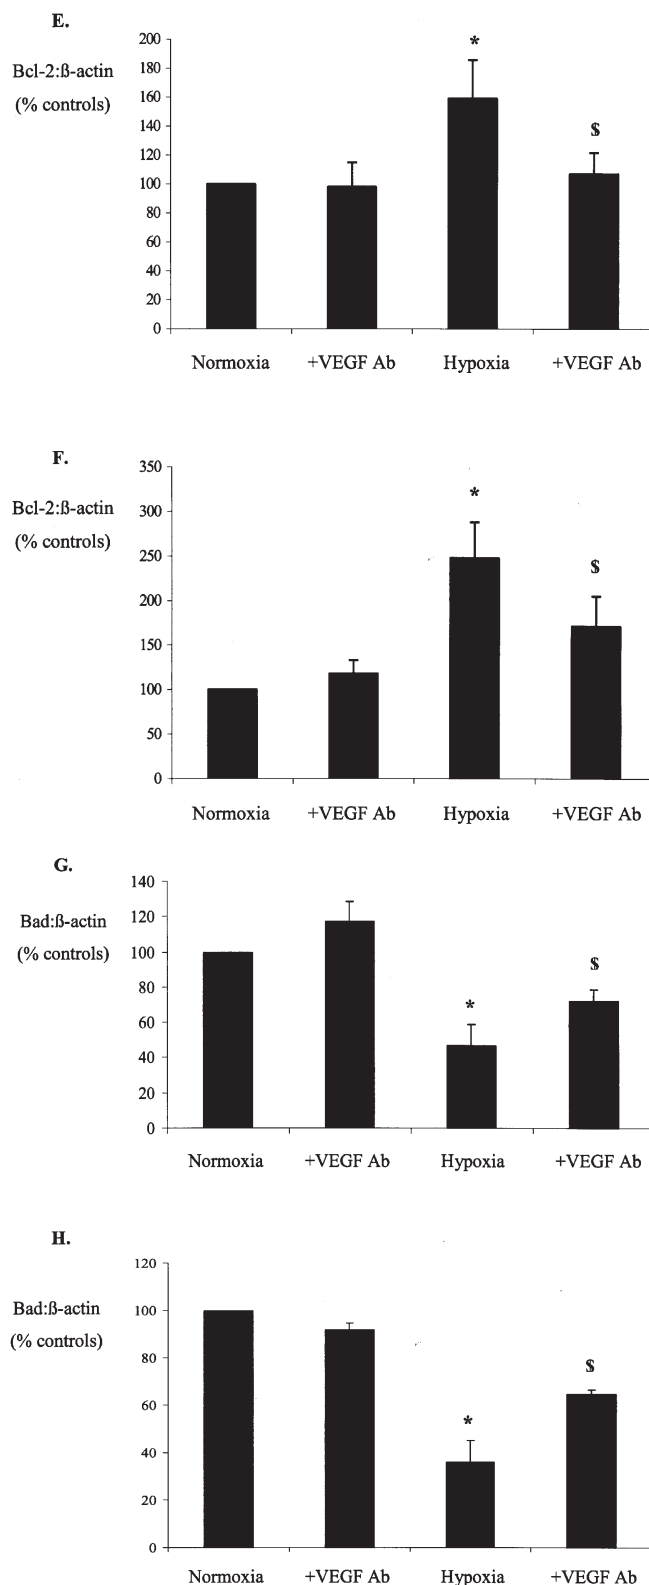 E.
Bcl-2:ß-actin
(% controls)
200
180
160
140
120
100
80
60
40
20
0
*
$
Normoxia +VEGF Ab Hypoxia +VEGF Ab
F.
Bcl-2:ß-actin
(% controls)
350
300
250
200
150
100
50
0
*
$
Normoxia +VEGF Ab Hypoxia +VEGF Ab
G.
Bad:ß-actin
(% controls)
140
120
100
80
60
40
20
0
*
$
Normoxia +VEGF Ab Hypoxia +VEGF Ab
H.
Bad:ß-actin
(% controls)
120
100
80
60
40
20
0
*
$
Normoxia +VEGF Ab Hypoxia +VEGF Ab